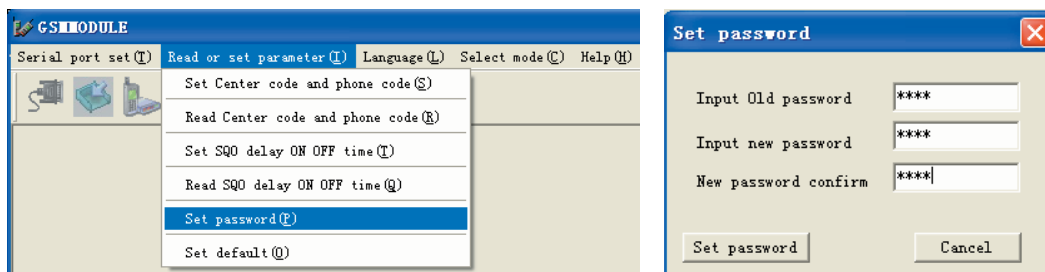 GSMMODULE
Serial port set(T) Read or set parameter(I) Language(L) Select mode(C) Help(H)
Set Center code and phone code(S)
Read Center code and phone code(R)
Set SQO delay ON OFF time(T)
Read SQO delay ON OFF time(Q)
Set password(P)
Set default(O)
Set password
Input Old password ****
Input new password ****
New password confirm ****
Set password Cancel